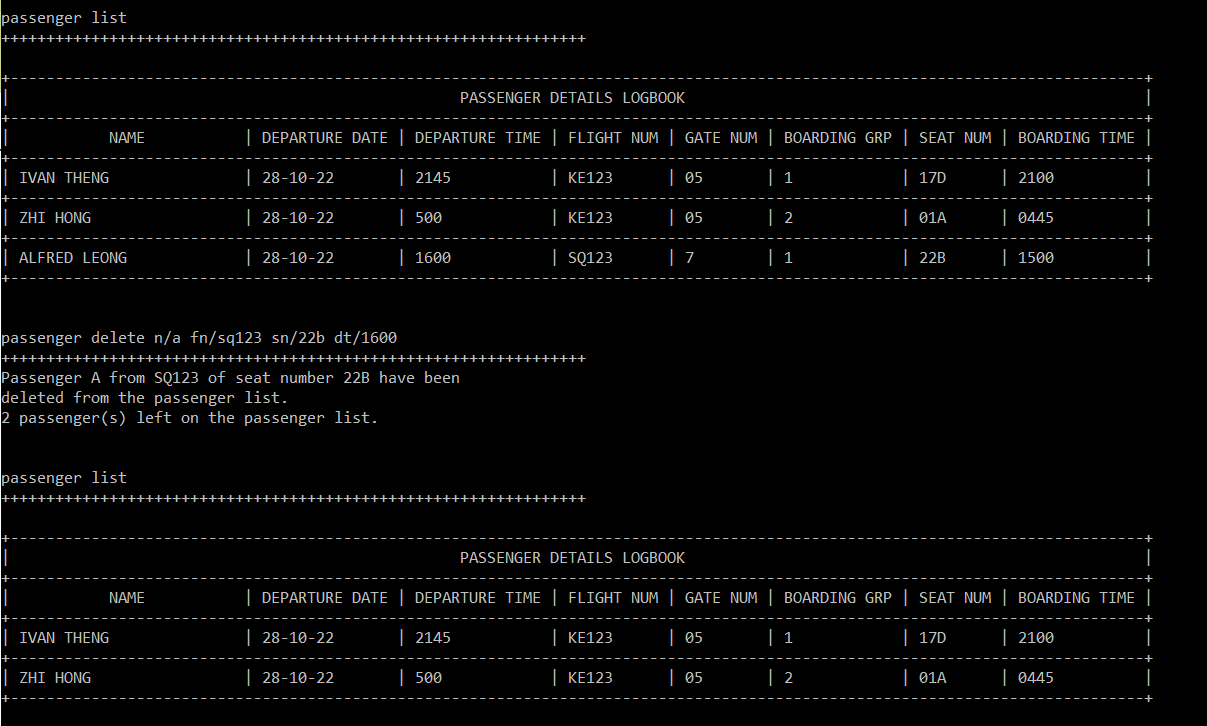 passenger list
+++++++++++++++++++++++++++++++++++++++++++++++++++++++++++++++++
+------------------------------------------------------------------------------------------------------------------------------+
|                                                  PASSENGER DETAILS LOGBOOK                                                   |
+------------------------------------------------------------------------------------------------------------------------------+
|           NAME           | DEPARTURE DATE | DEPARTURE TIME | FLIGHT NUM | GATE NUM | BOARDING GRP | SEAT NUM | BOARDING TIME |
+------------------------------------------------------------------------------------------------------------------------------+
| IVAN THENG               | 28-10-22       | 2145           | KE123      | 05       | 1            | 17D      | 2100          |
+------------------------------------------------------------------------------------------------------------------------------+
| ZHI HONG                 | 28-10-22       | 500            | KE123      | 05       | 2            | 01A      | 0445          |
+------------------------------------------------------------------------------------------------------------------------------+
| ALFRED LEONG             | 28-10-22       | 1600           | SQ123      | 7        | 1            | 22B      | 1500          |
+------------------------------------------------------------------------------------------------------------------------------+
passenger delete n/a fn/sq123 sn/22b dt/1600
+++++++++++++++++++++++++++++++++++++++++++++++++++++++++++++++++
Passenger A from SQ123 of seat number 22B have been
deleted from the passenger list.
2 passenger(s) left on the passenger list.
passenger list
+++++++++++++++++++++++++++++++++++++++++++++++++++++++++++++++++
+------------------------------------------------------------------------------------------------------------------------------+
|                                                  PASSENGER DETAILS LOGBOOK                                                   |
+------------------------------------------------------------------------------------------------------------------------------+
|           NAME           | DEPARTURE DATE | DEPARTURE TIME | FLIGHT NUM | GATE NUM | BOARDING GRP | SEAT NUM | BOARDING TIME |
+------------------------------------------------------------------------------------------------------------------------------+
| IVAN THENG               | 28-10-22       | 2145           | KE123      | 05       | 1            | 17D      | 2100          |
+------------------------------------------------------------------------------------------------------------------------------+
| ZHI HONG                 | 28-10-22       | 500            | KE123      | 05       | 2            | 01A      | 0445          |
+------------------------------------------------------------------------------------------------------------------------------+